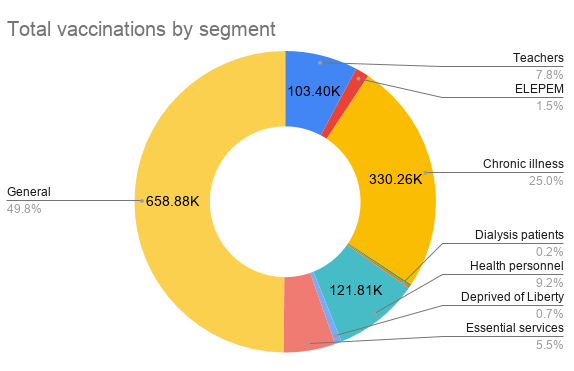 Total vaccinations by segment
Teachers
7.8%
ELEPEM
1.5%
103.40K
Chronic illness
25.0%
330.26K
General
49.8%
658.88K
Dialysis patients
0.2%
Health personnel
9.2%
121.81K
Deprived of Liberty
0.7%
Essential services
5.5%